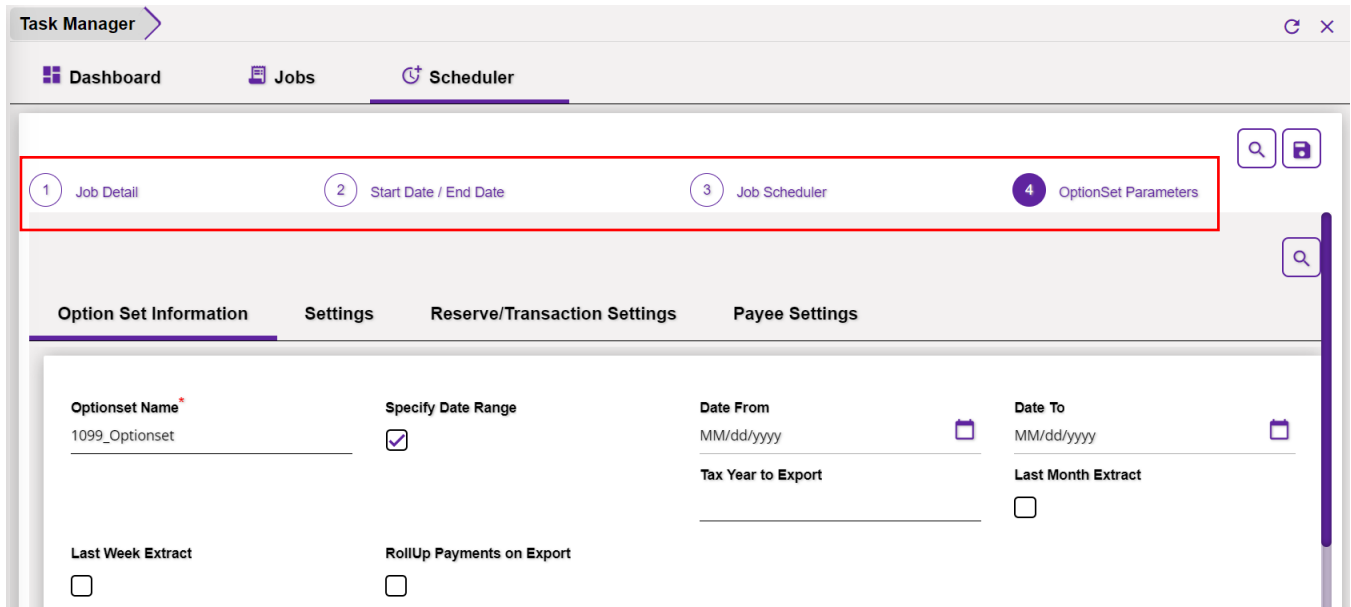 Task Manager
Dashboard Jobs Scheduler
1 Job Detail 2 Start Date / End Date 3 Job Scheduler 4 OptionSet Parameters
Option Set Information Settings Reserve/Transaction Settings Payee Settings
Optionset Name* Specify Date Range Date From Date To
1099_Optionset MM/dd/yyyy MM/dd/yyyy
Tax Year to Export Last Month Extract
Last Week Extract RollUp Payments on Export